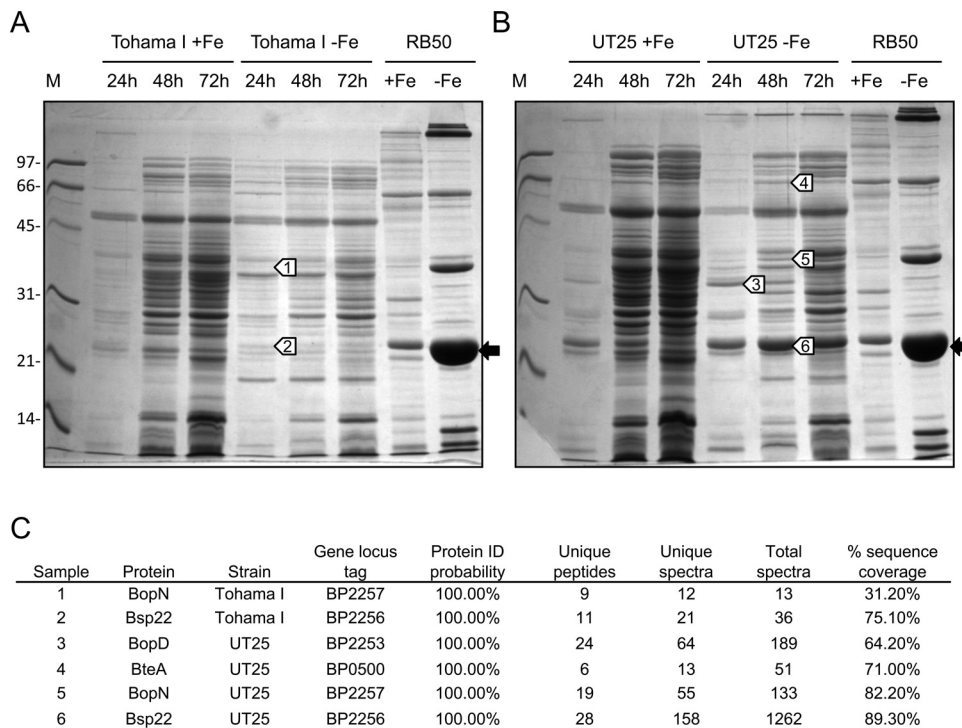 A
Tohama I +Fe Tohama I -Fe RB50
M 24h 48h 72h 24h 48h 72h +Fe -Fe
97-
66-
45-
31-
21-
14-
1
2
B
UT25 +Fe UT25 -Fe RB50
M 24h 48h 72h 24h 48h 72h +Fe -Fe
4
5
3
6
C
Sample Protein Strain Gene locus tag Protein ID probability Unique peptides Unique spectra Total spectra % sequence coverage
1 BopN Tohama I BP2257 100.00% 9 12 13 31.20%
2 Bsp22 Tohama I BP2256 100.00% 11 21 36 75.10%
3 BopD UT25 BP2253 100.00% 24 64 189 64.20%
4 BteA UT25 BP0500 100.00% 6 13 51 71.00%
5 BopN UT25 BP2257 100.00% 19 55 133 82.20%
6 Bsp22 UT25 BP2256 100.00% 28 158 1262 89.30%